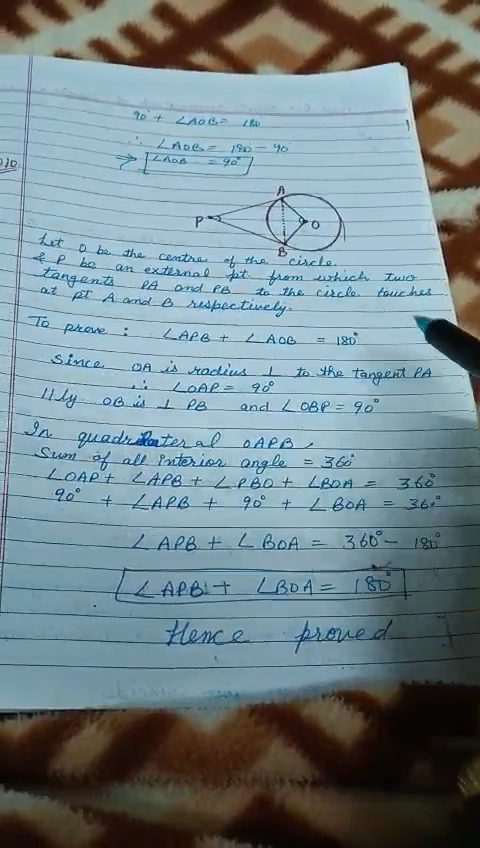 90° + ∠AOB = 180
∴ ∠AOB = 180 - 90°
⇒ ∠AOB = 90°
A
P
O
B
Let O be the centre of the circle.
& P be an external pt from which two
tangents PA and PB to the circle touches
at pt A and B respectively.
To prove : ∠APB + ∠AOB = 180°
Since OA is radius ⊥ to the tangent PA
∴ ∠OAP = 90°
111ly OB is ⊥ PB and ∠OBP = 90°
In quadrilateral OAPB,
Sum of all interior angle = 360°
∠OAP + ∠APB + ∠PBO + ∠BOA = 360°
90° + ∠APB + 90° + ∠BOA = 360°
∠APB + ∠BOA = 360° - 180°
∠APB + ∠BOA = 180°
Hence proved